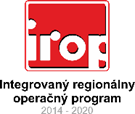 irop
Integrovaný regionálny
operačný program
2014 - 2020